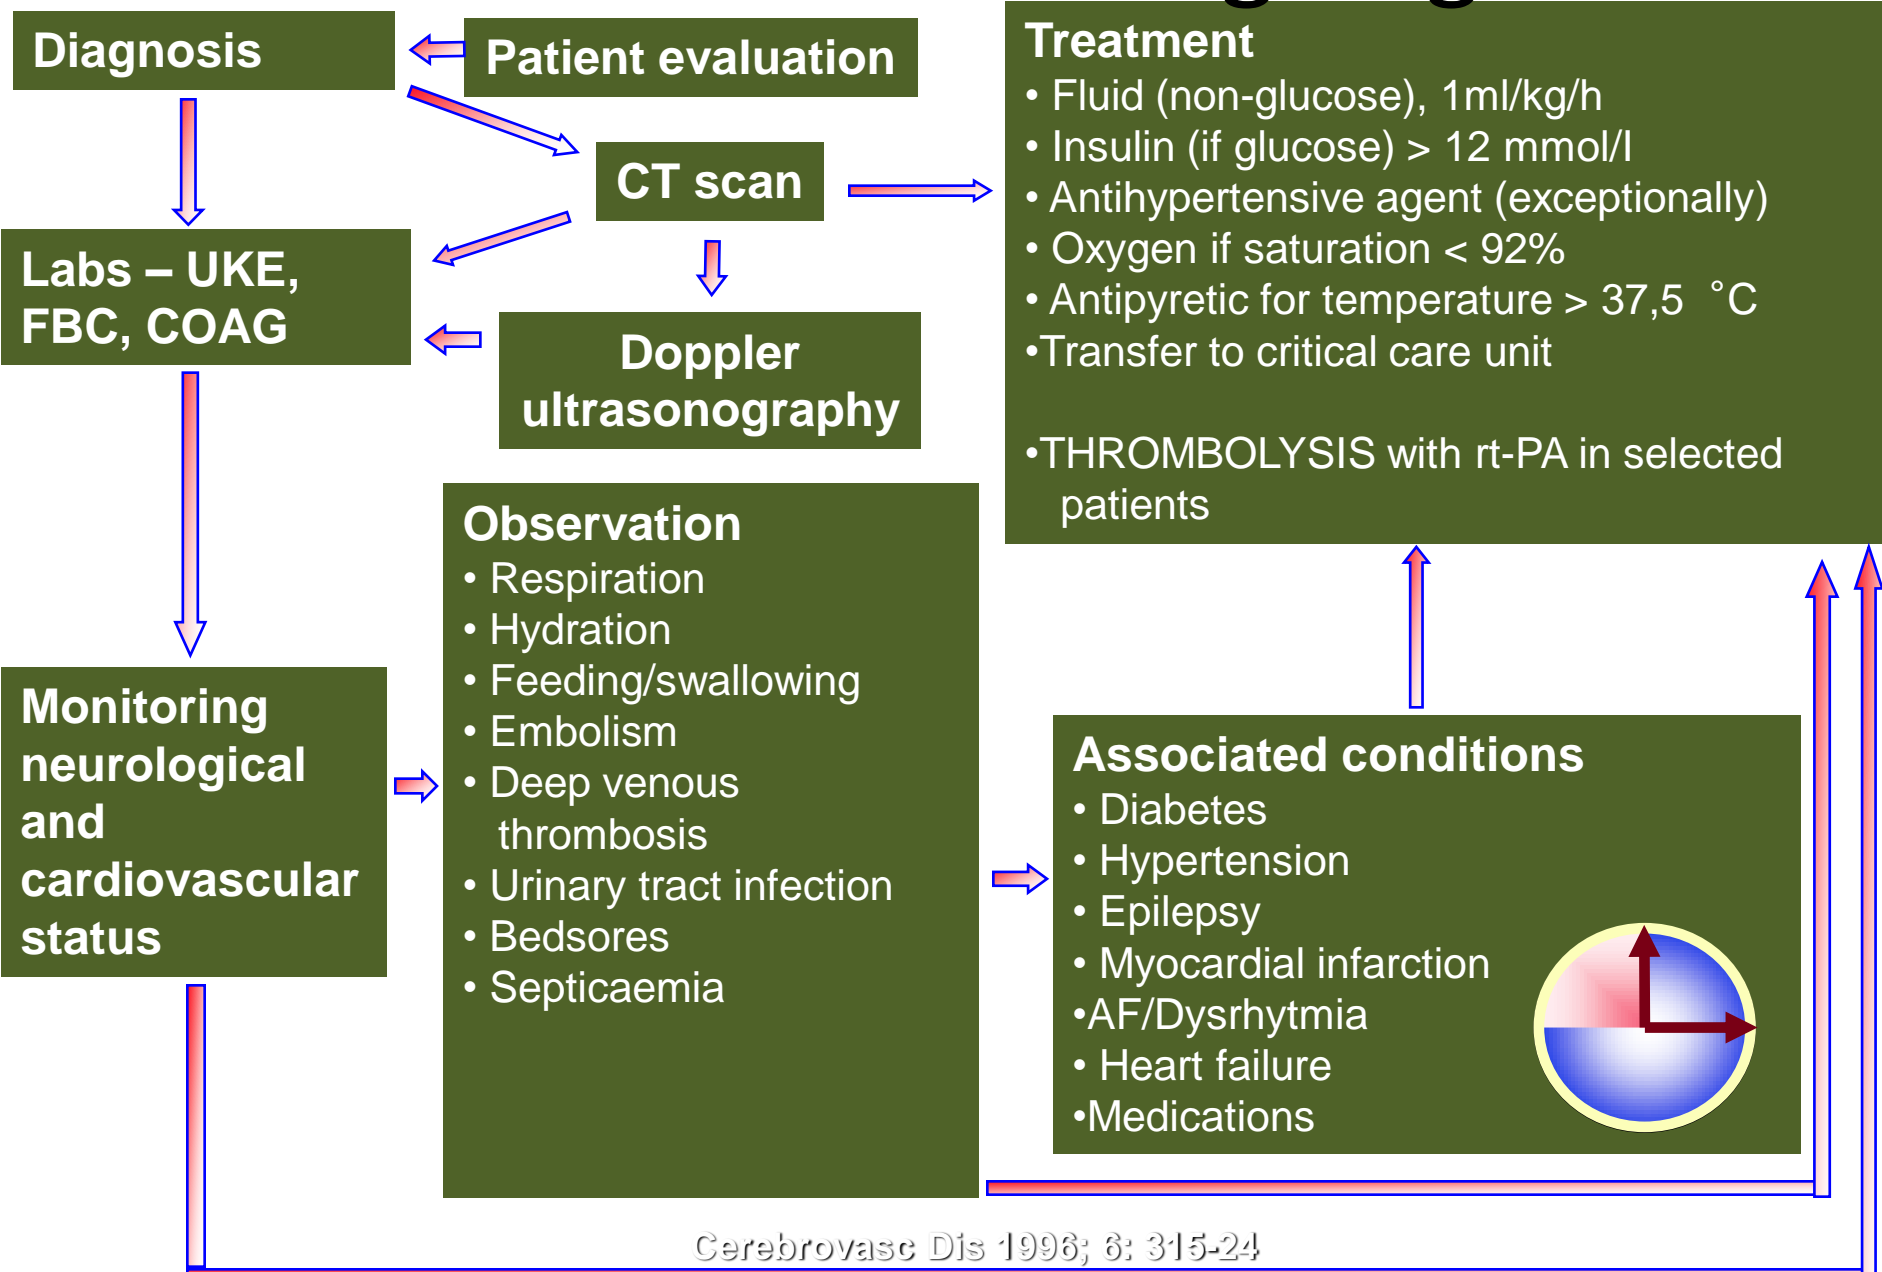 Diagnosis
Patient evaluation
CT scan
Labs – UKE,
FBC, COAG
Doppler
ultrasonography
Treatment
• Fluid (non-glucose), 1ml/kg/h
• Insulin (if glucose) > 12 mmol/l
• Antihypertensive agent (exceptionally)
• Oxygen if saturation < 92%
• Antipyretic for temperature > 37,5 °C
•Transfer to critical care unit
•THROMBOLYSIS with rt-PA in selected
patients
Monitoring
neurological
and
cardiovascular
status
Observation
• Respiration
• Hydration
• Feeding/swallowing
• Embolism
• Deep venous
thrombosis
• Urinary tract infection
• Bedsores
• Septicaemia
Associated conditions
• Diabetes
• Hypertension
• Epilepsy
• Myocardial infarction
•AF/Dysrhytmia
• Heart failure
•Medications
Cerebrovasc Dis 1996; 6: 315-24